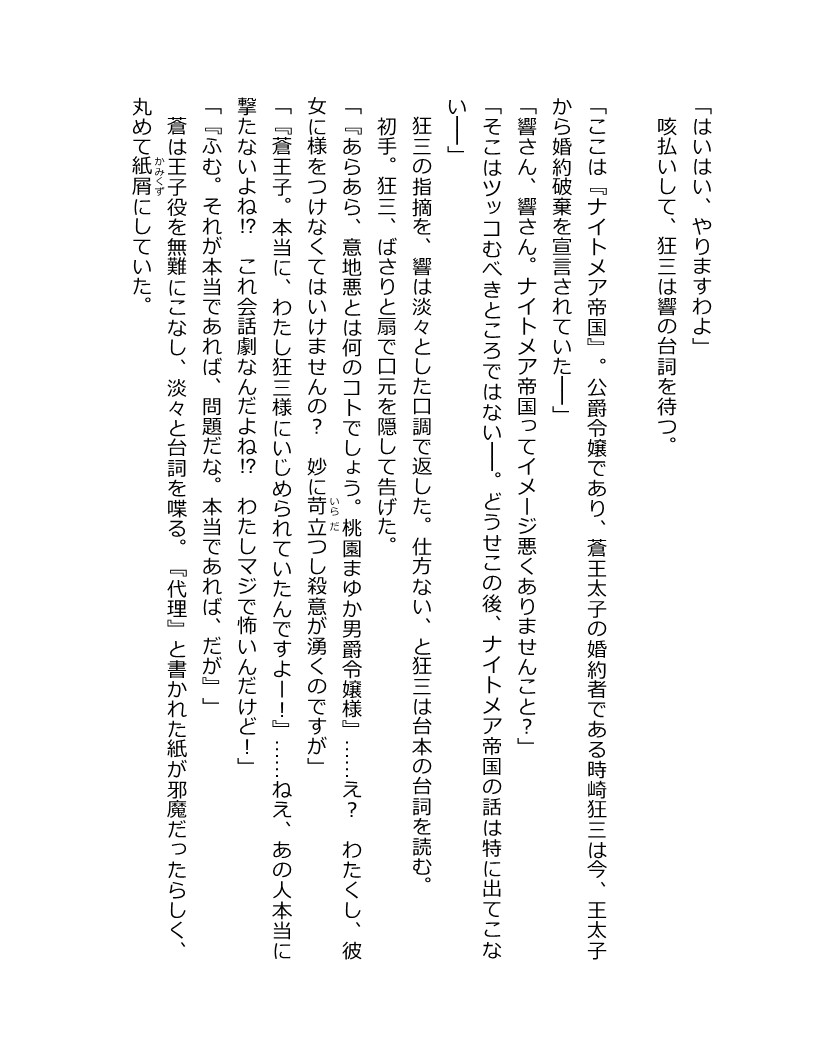 「はいはい、やりますわよ」
　咳払いして、狂三は響の台詞を待つ。
「ここは『ナイトメア帝国』。公爵令嬢であり、蒼王太子の婚約者である時崎狂三は今、王太子
から婚約破棄を宣言されていた――」
「響さん、響さん。ナイトメア帝国ってイメージ悪くありませんこと？」
「そこはツッコむべきところではない――。どうせこの後、ナイトメア帝国の話は特に出てこな
い――」
　狂三の指摘を、響は淡々とした口調で返した。仕方ない、と狂三は台本の台詞を読む。
　初手。狂三、ばさりと扇で口元を隠して告げた。
「『あらあら、意地悪とは何のコトでしょう。桃園まゆか男爵令嬢様』……え？　わたくし、彼
女に様をつけなくてはいけませんの？　妙に苛立つし殺意が湧くのですが」
「『蒼王子。本当に、わたし狂三様にいじめられていたんですよー！』……ねえ、あの人本当に
撃たないよね!?　これ会話劇なんだよね!?　わたしマジで怖いんだけど！」
「『ふむ。それが本当であれば、問題だな。本当であれば、だが』」
　蒼は王子役を無難にこなし、淡々と台詞を喋る。『代理』と書かれた紙が邪魔だったらしく、
丸めて紙屑にしていた。